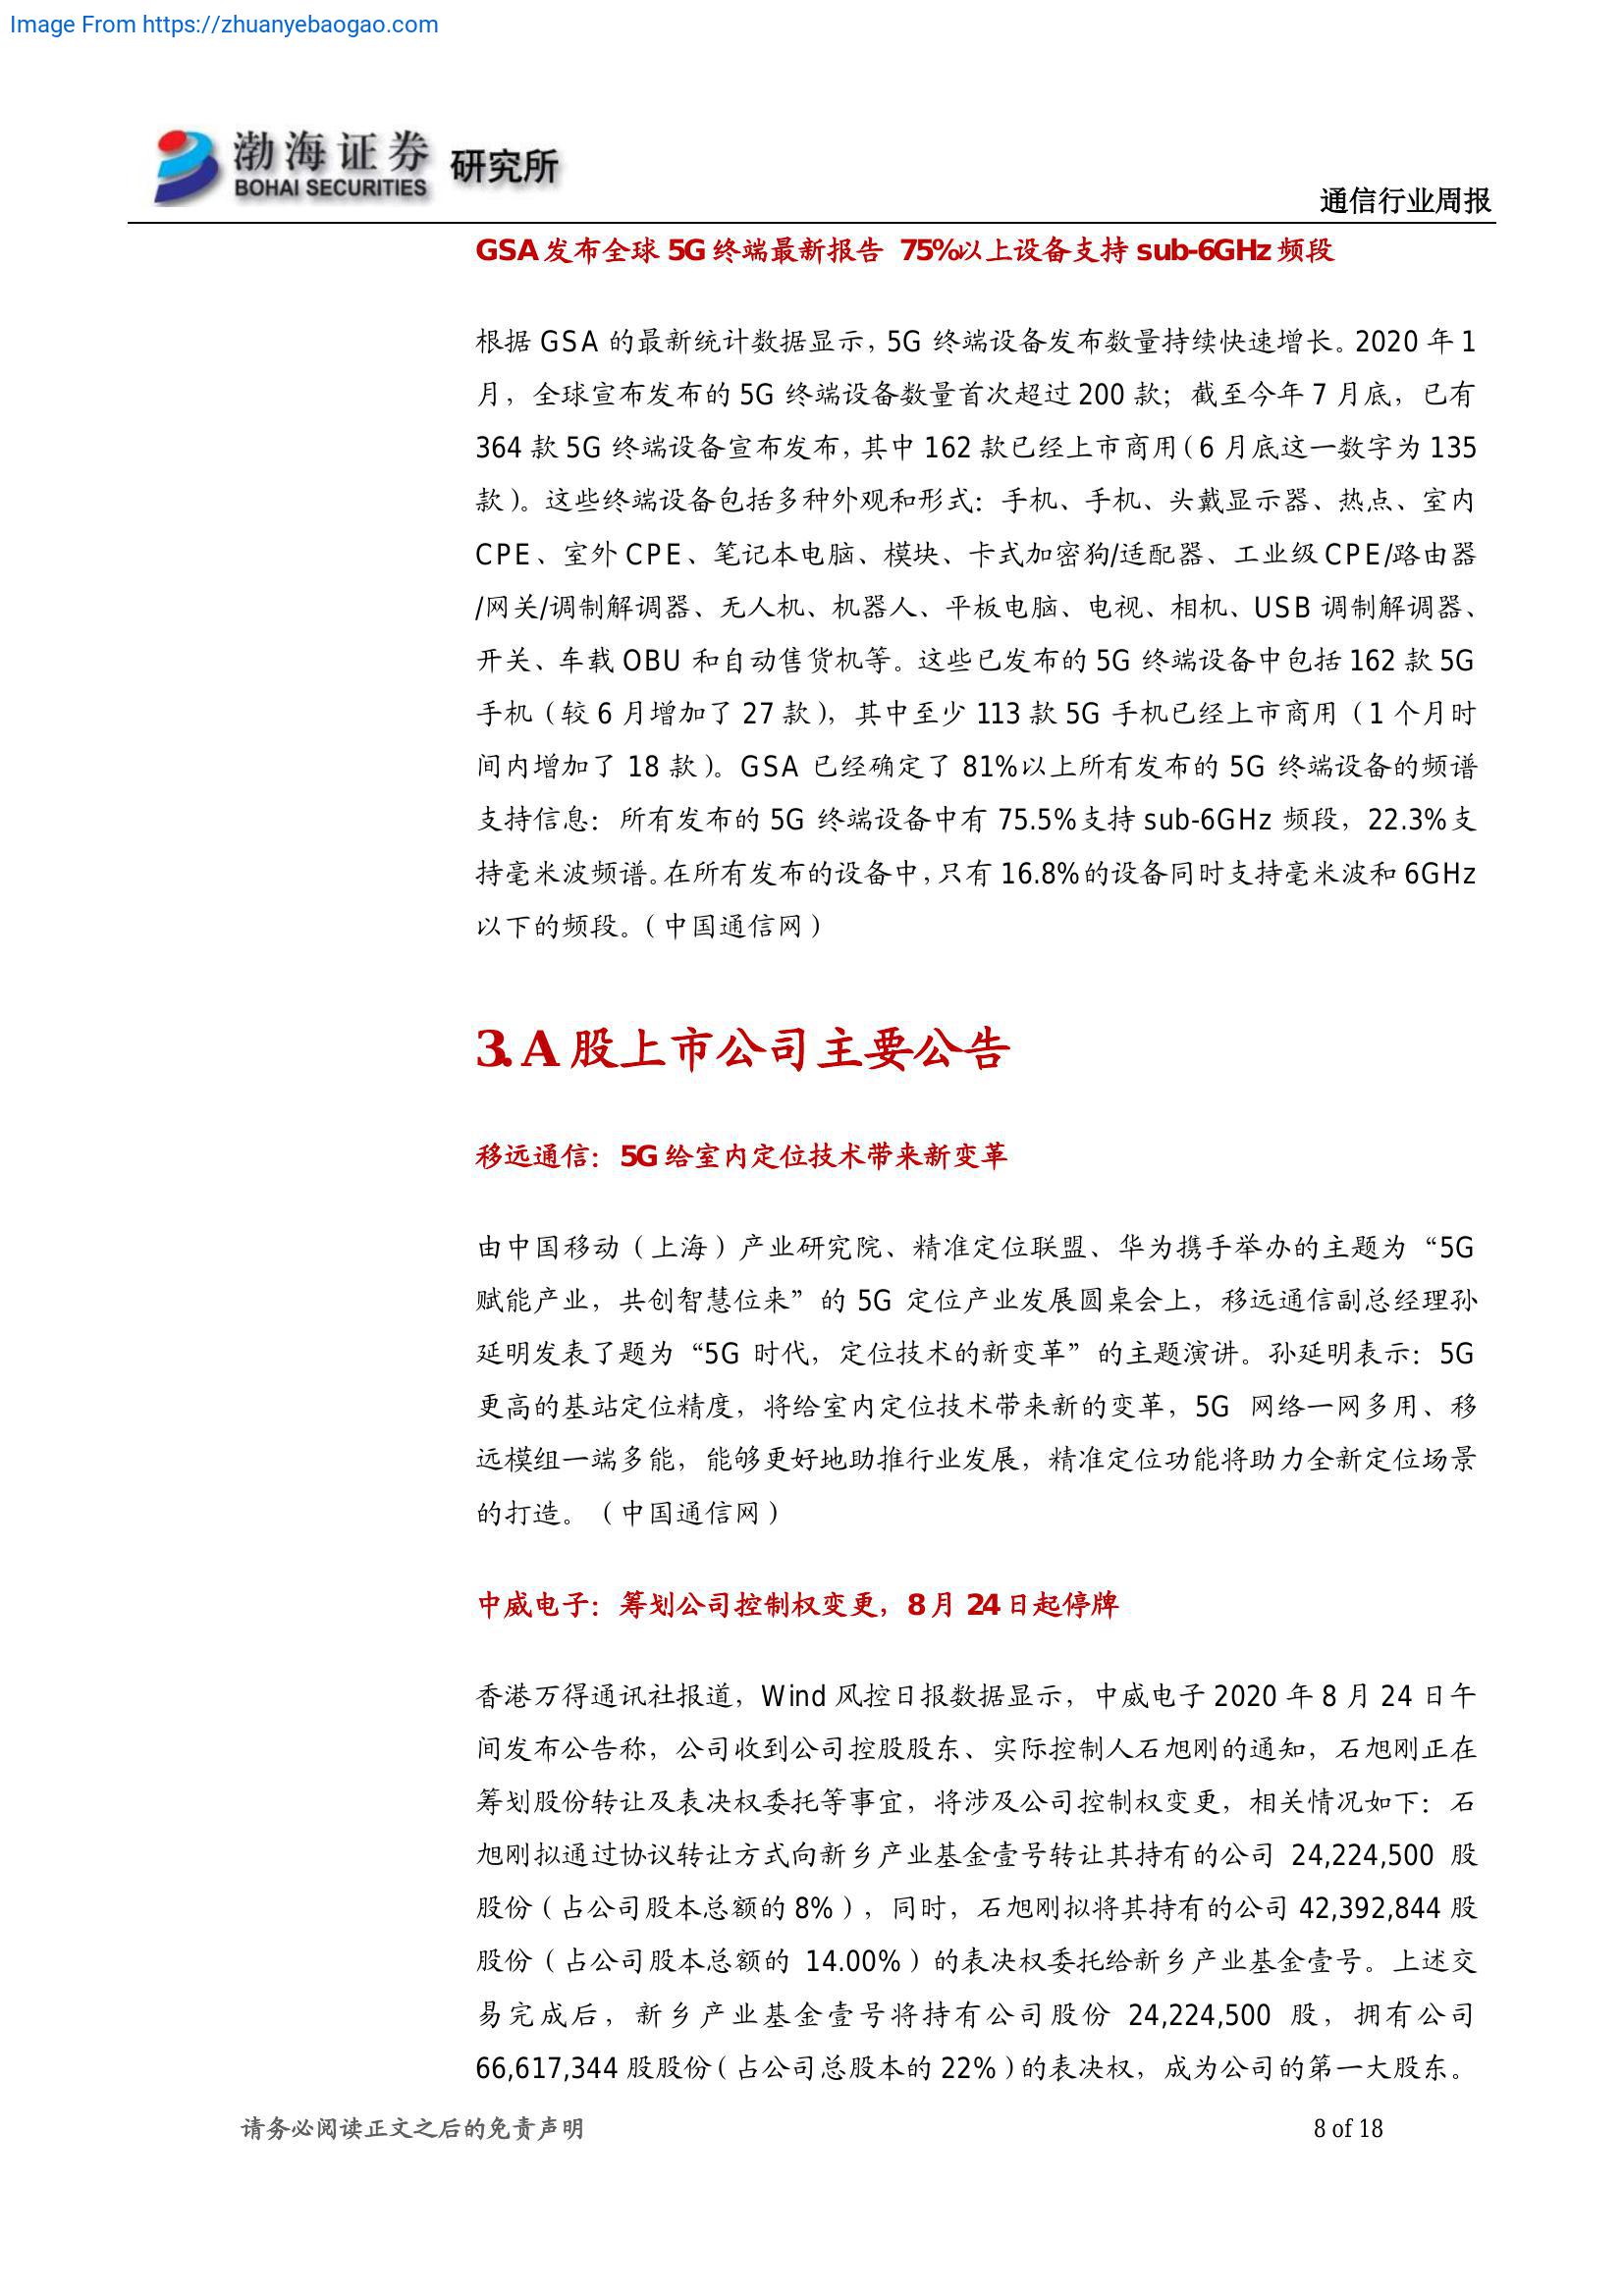 Image From https://zhuanyebaogao.com
渤海证券 研究所
BOHAI SECURITIES
通信行业周报
GSA 发布全球 5G 终端最新报告 75%以上设备支持 sub-6GHz 频段
根据 GSA 的最新统计数据显示，5G 终端设备发布数量持续快速增长。2020 年 1
月，全球宣布发布的 5G 终端设备数量首次超过 200 款；截至今年 7 月底，已有
364 款 5G 终端设备宣布发布，其中 162 款已经上市商用（6 月底这一数字为 135
款）。这些终端设备包括多种外观和形式：手机、手机、头戴显示器、热点、室内
CPE、室外 CPE、笔记本电脑、模块、卡式加密狗/适配器、工业级 CPE/路由器
/网关/调制解调器、无人机、机器人、平板电脑、电视、相机、USB 调制解调器、
开关、车载 OBU 和自动售货机等。这些已发布的 5G 终端设备中包括 162 款 5G
手机（较 6 月增加了 27 款），其中至少 113 款 5G 手机已经上市商用（1 个月时
间内增加了 18 款）。GSA 已经确定了 81%以上所有发布的 5G 终端设备的频谱
支持信息：所有发布的 5G 终端设备中有 75.5%支持 sub-6GHz 频段，22.3%支
持毫米波频谱。在所有发布的设备中，只有 16.8%的设备同时支持毫米波和 6GHz
以下的频段。（中国通信网）
3. A 股上市公司主要公告
移远通信：5G 给室内定位技术带来新变革
由中国移动（上海）产业研究院、精准定位联盟、华为携手举办的主题为“5G
赋能产业，共创智慧位来”的 5G 定位产业发展圆桌会上，移远通信副总经理孙
延明发表了题为“5G 时代，定位技术的新变革”的主题演讲。孙延明表示：5G
更高的基站定位精度，将给室内定位技术带来新的变革，5G 网络一网多用、移
远模组一端多能，能够更好地助推行业发展，精准定位功能将助力全新定位场景
的打造。（中国通信网）
中威电子：筹划公司控制权变更，8 月 24 日起停牌
香港万得通讯社报道，Wind 风控日报数据显示，中威电子 2020 年 8 月 24 日午
间发布公告称，公司收到公司控股股东、实际控制人石旭刚的通知，石旭刚正在
筹划股份转让及表决权委托等事宜，将涉及公司控制权变更，相关情况如下：石
旭刚拟通过协议转让方式向新乡产业基金壹号转让其持有的公司 24,224,500 股
股份（占公司股本总额的 8%），同时，石旭刚拟将其持有的公司 42,392,844 股
股份（占公司股本总额的 14.00%）的表决权委托给新乡产业基金壹号。上述交
易完成后，新乡产业基金壹号将持有公司股份 24,224,500 股，拥有公司
66,617,344 股股份（占公司总股本的 22%）的表决权，成为公司的第一大股东。
请务必阅读正文之后的免责声明
8 of 18